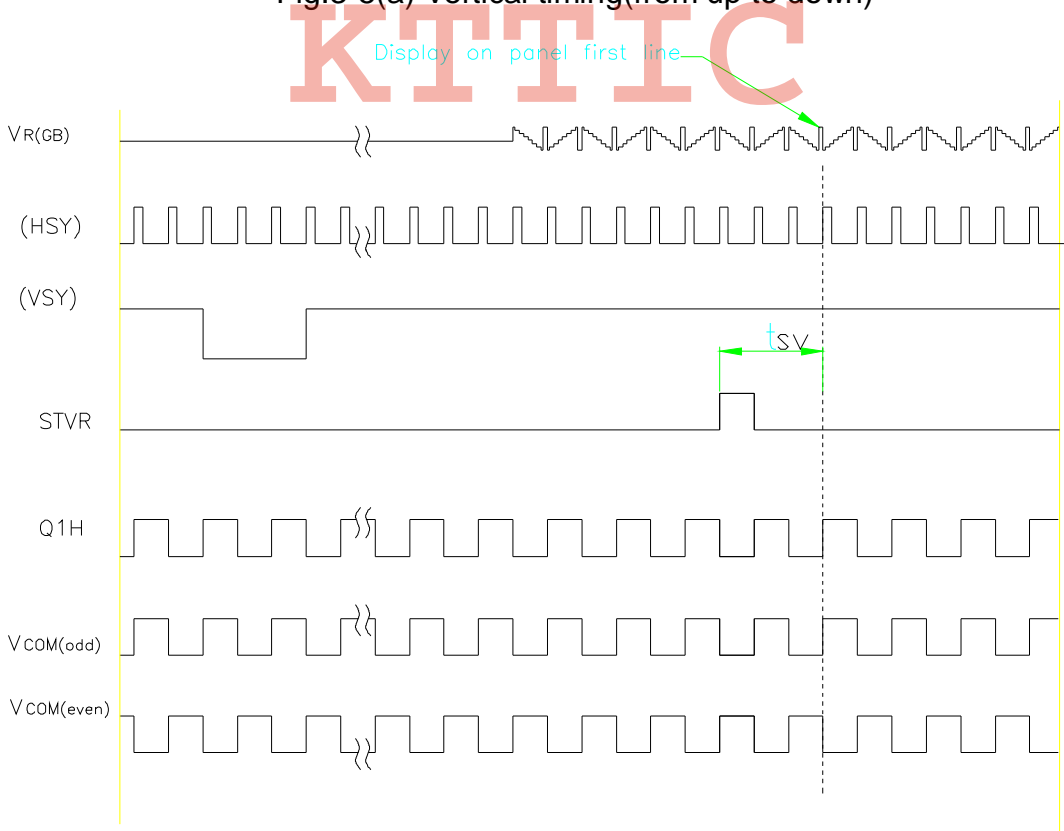 KTTIC
Display on panel first line
VR(GB)
(HSY)
(VSY)
tSV
STVR
Q1H
VCOM(odd)
VCOM(even)